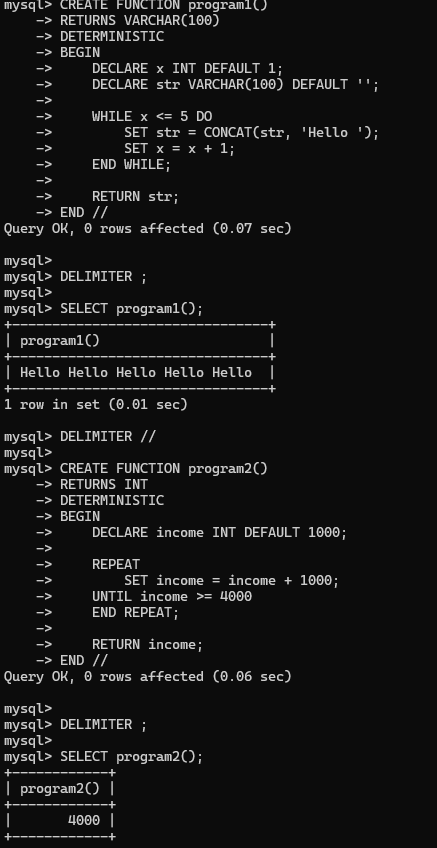 mysql> CREATE FUNCTION program1()
    -> RETURNS VARCHAR(100)
    -> DETERMINISTIC
    -> BEGIN
    ->     DECLARE x INT DEFAULT 1;
    ->     DECLARE str VARCHAR(100) DEFAULT '';
    ->
    ->     WHILE x <= 5 DO
    ->         SET str = CONCAT(str, 'Hello ');
    ->         SET x = x + 1;
    ->     END WHILE;
    ->
    ->     RETURN str;
    -> END //
Query OK, 0 rows affected (0.07 sec)

mysql>
mysql> DELIMITER ;
mysql>
mysql> SELECT program1();
+--------------------------------+
| program1()                     |
+--------------------------------+
| Hello Hello Hello Hello Hello  |
+--------------------------------+
1 row in set (0.01 sec)

mysql> DELIMITER //
mysql>
mysql> CREATE FUNCTION program2()
    -> RETURNS INT
    -> DETERMINISTIC
    -> BEGIN
    ->     DECLARE income INT DEFAULT 1000;
    ->
    ->     REPEAT
    ->         SET income = income + 1000;
    ->     UNTIL income >= 4000
    ->     END REPEAT;
    ->
    ->     RETURN income;
    -> END //
Query OK, 0 rows affected (0.06 sec)

mysql>
mysql> DELIMITER ;
mysql>
mysql> SELECT program2();
+------------+
| program2() |
+------------+
|       4000 |
+------------+